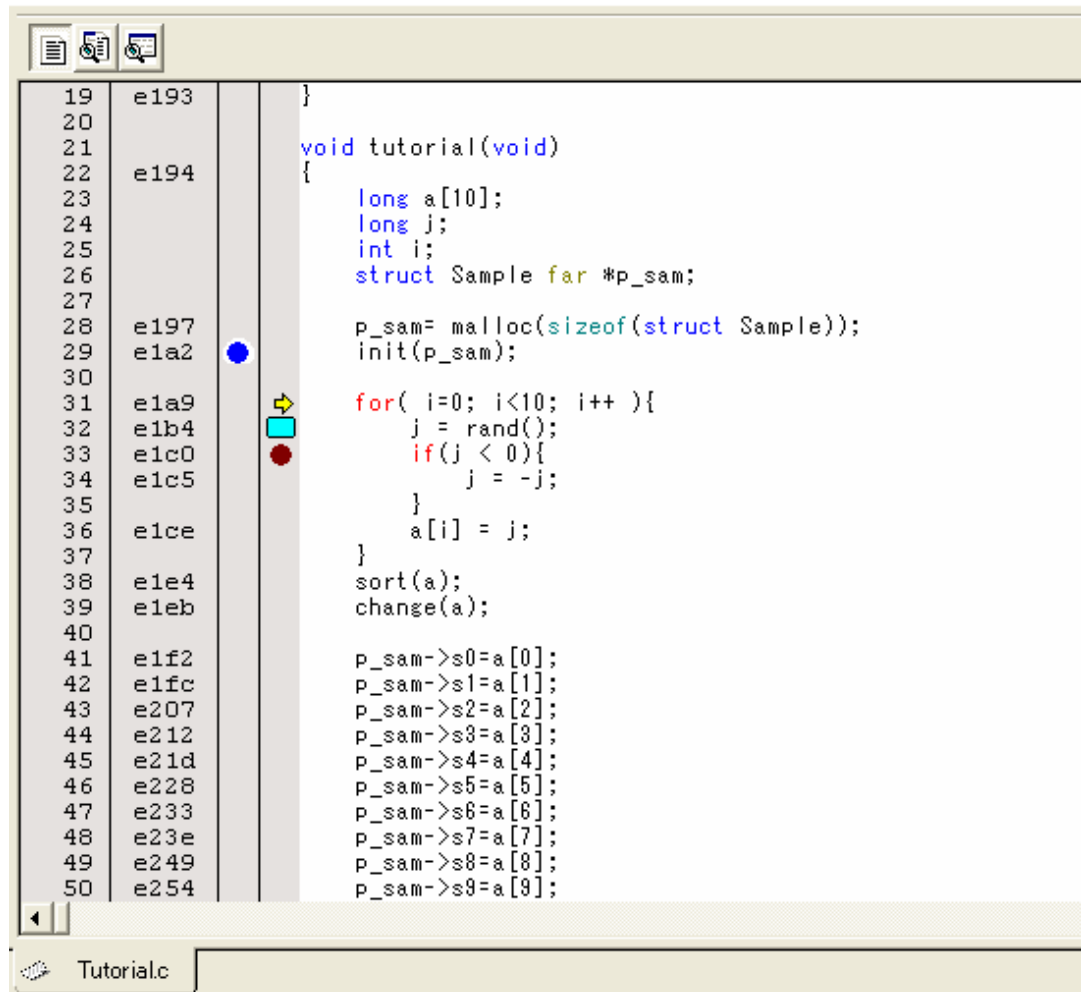 19 e193 }
20
21 void tutorial(void)
22 e194 {
23 long a[10];
24 long j;
25 int i;
26 struct Sample far *p_sam;
27
28 e197 p_sam= malloc(sizeof(struct Sample));
29 e1a2 init(p_sam);
30
31 e1a9 for( i=0; i<10; i++ ){
32 e1b4 j = rand();
33 e1c0 if(j < 0){
34 e1c5 j = -j;
35 }
36 e1ce a[i] = j;
37 }
38 e1e4 sort(a);
39 e1eb change(a);
40
41 e1f2 p_sam->s0=a[0];
42 e1fc p_sam->s1=a[1];
43 e207 p_sam->s2=a[2];
44 e212 p_sam->s3=a[3];
45 e21d p_sam->s4=a[4];
46 e228 p_sam->s5=a[5];
47 e233 p_sam->s6=a[6];
48 e23e p_sam->s7=a[7];
49 e249 p_sam->s8=a[8];
50 e254 p_sam->s9=a[9];
Tutorial.c